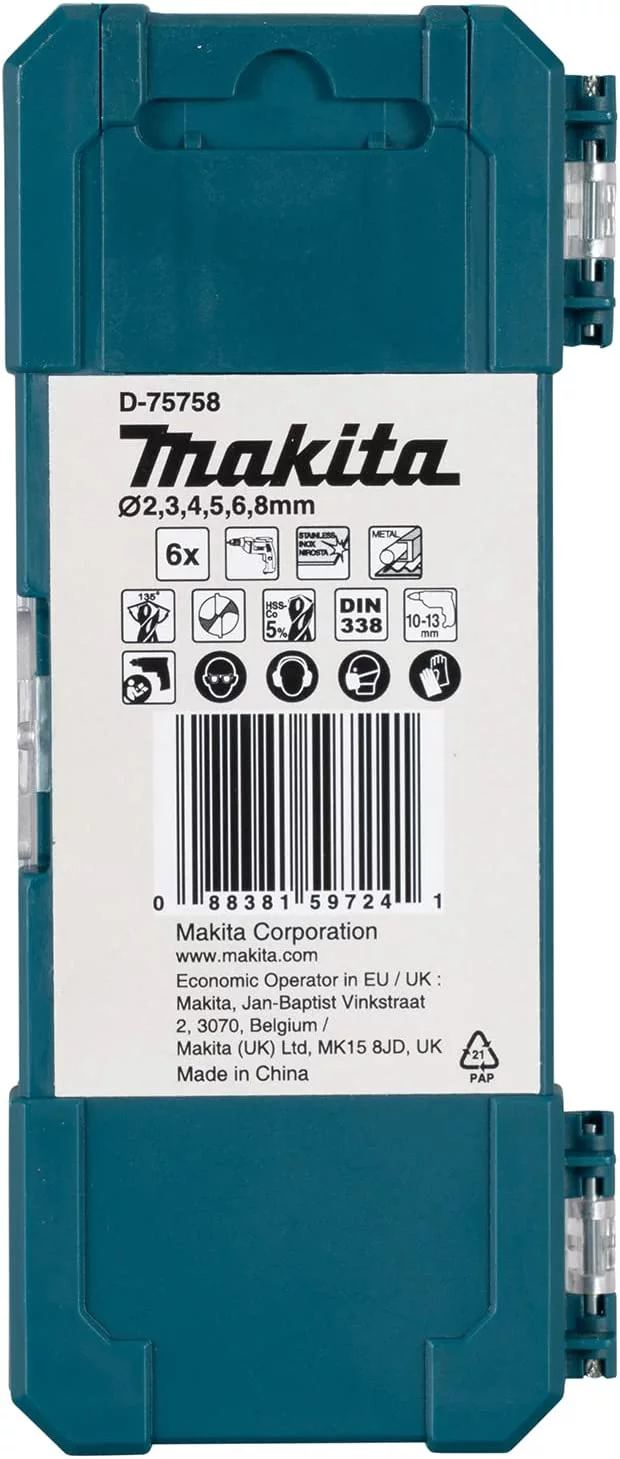 D-75758
makita
Ø2,3,4,5,6,8mm
6x
STAINLESS
INOX
NIROSTA
METAL
135°
HSS-
Co
5%
DIN
338
10-13
mm
0 88381 59724 1
Makita Corporation
www.makita.com
Economic Operator in EU / UK :
Makita, Jan-Baptist Vinkstraat
2, 3070, Belgium /
Makita (UK) Ltd, MK15 8JD, UK
Made in China
21
PAP